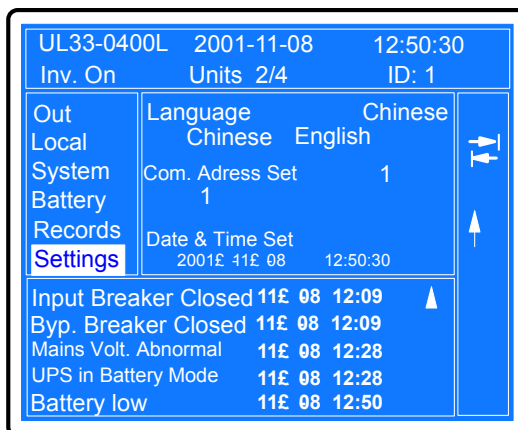 UL33-0400L 2001-11-08 12:50:30
Inv. On Units 2/4 ID: 1
Out
Local
System
Battery
Records
Settings
Language Chinese
Chinese English
Com. Adress Set 1
1
Date & Time Set
2001£ 11£ 08 12:50:30
Input Breaker Closed 11£ 08 12:09
Byp. Breaker Closed 11£ 08 12:09
Mains Volt. Abnormal 11£ 08 12:28
UPS in Battery Mode 11£ 08 12:28
Battery low 11£ 08 12:50